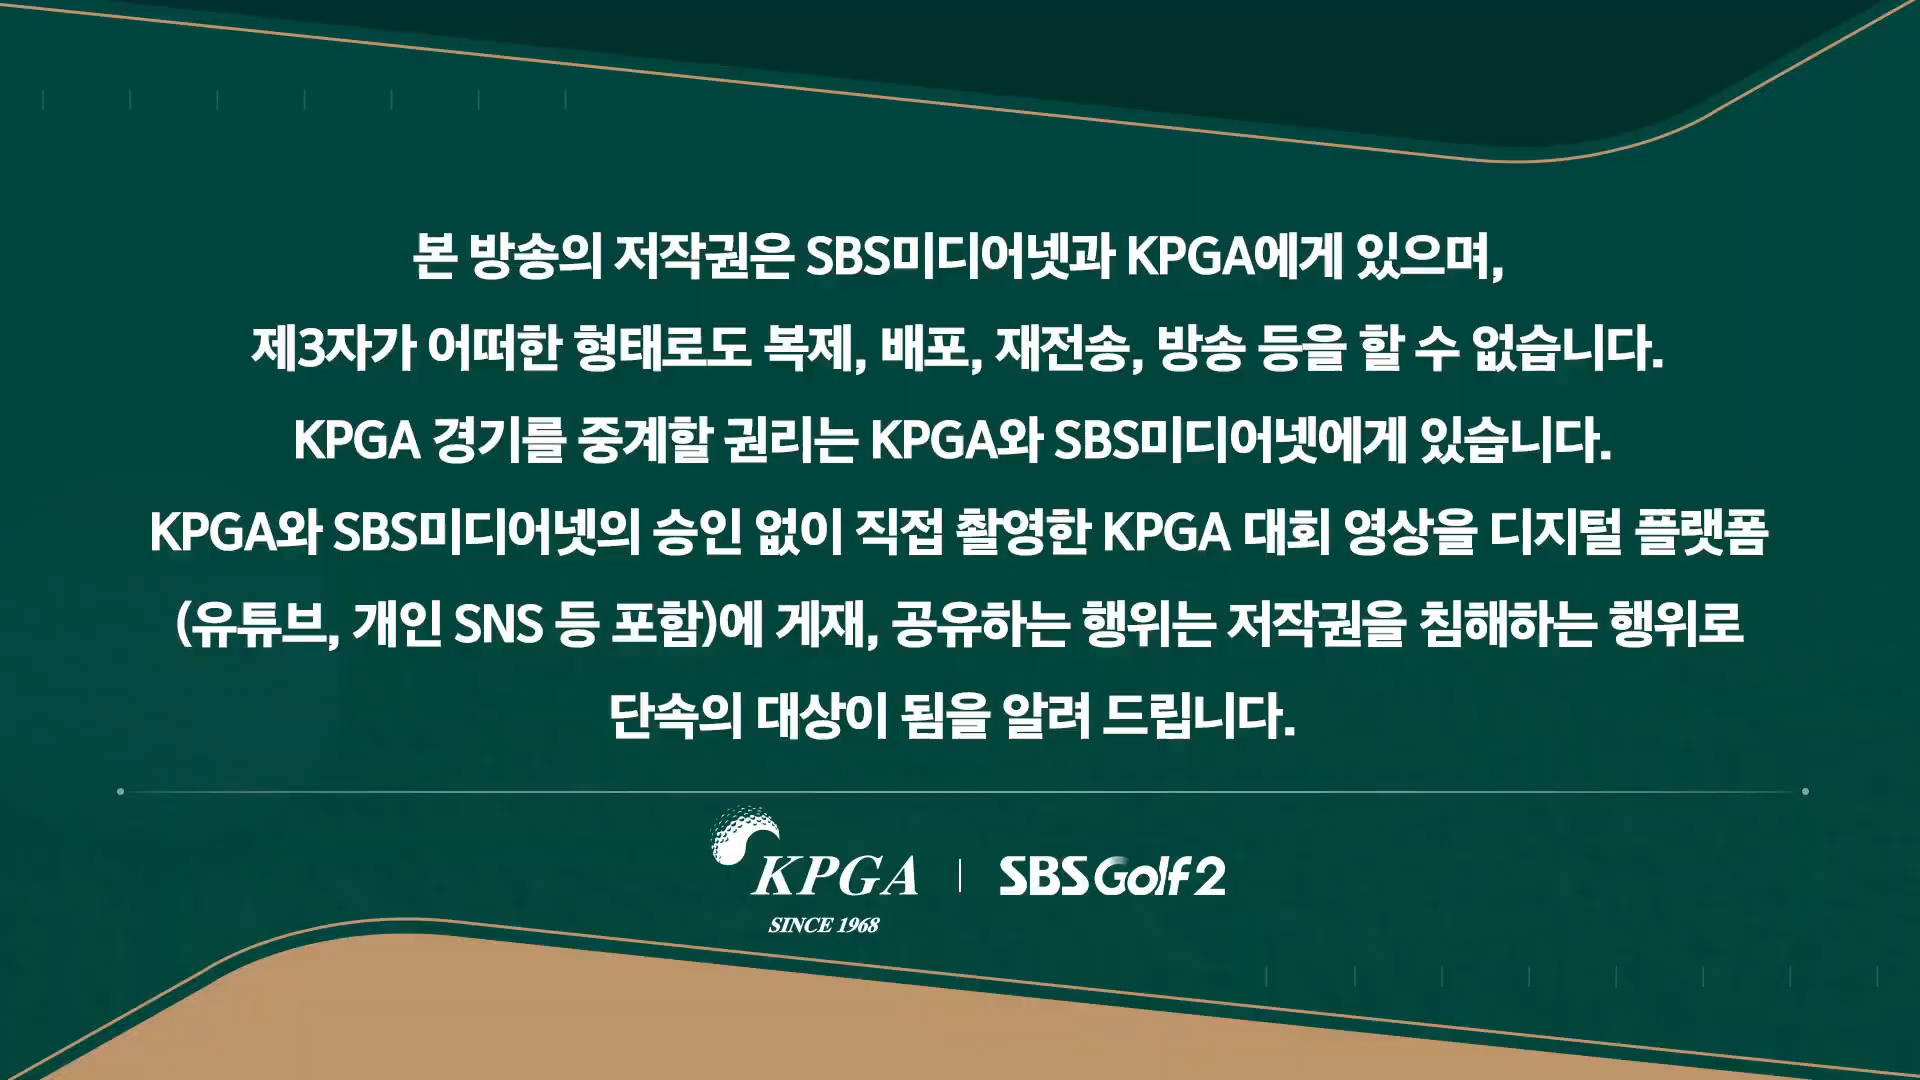 본 방송의 저작권은 SBS미디어넷과 KPGA에게 있으며,
제3자가 어떠한 형태로도 복제, 배포, 재전송, 방송 등을 할 수 없습니다.
KPGA 경기를 중계할 권리는 KPGA와 SBS미디어넷에게 있습니다.
KPGA와 SBS미디어넷의 승인 없이 직접 촬영한 KPGA 대회 영상을 디지털 플랫폼
(유튜브, 개인 SNS 등 포함)에 게재, 공유하는 행위는 저작권을 침해하는 행위로
단속의 대상이 됨을 알려 드립니다.
KPGA | SBS Golf 2
SINCE 1968